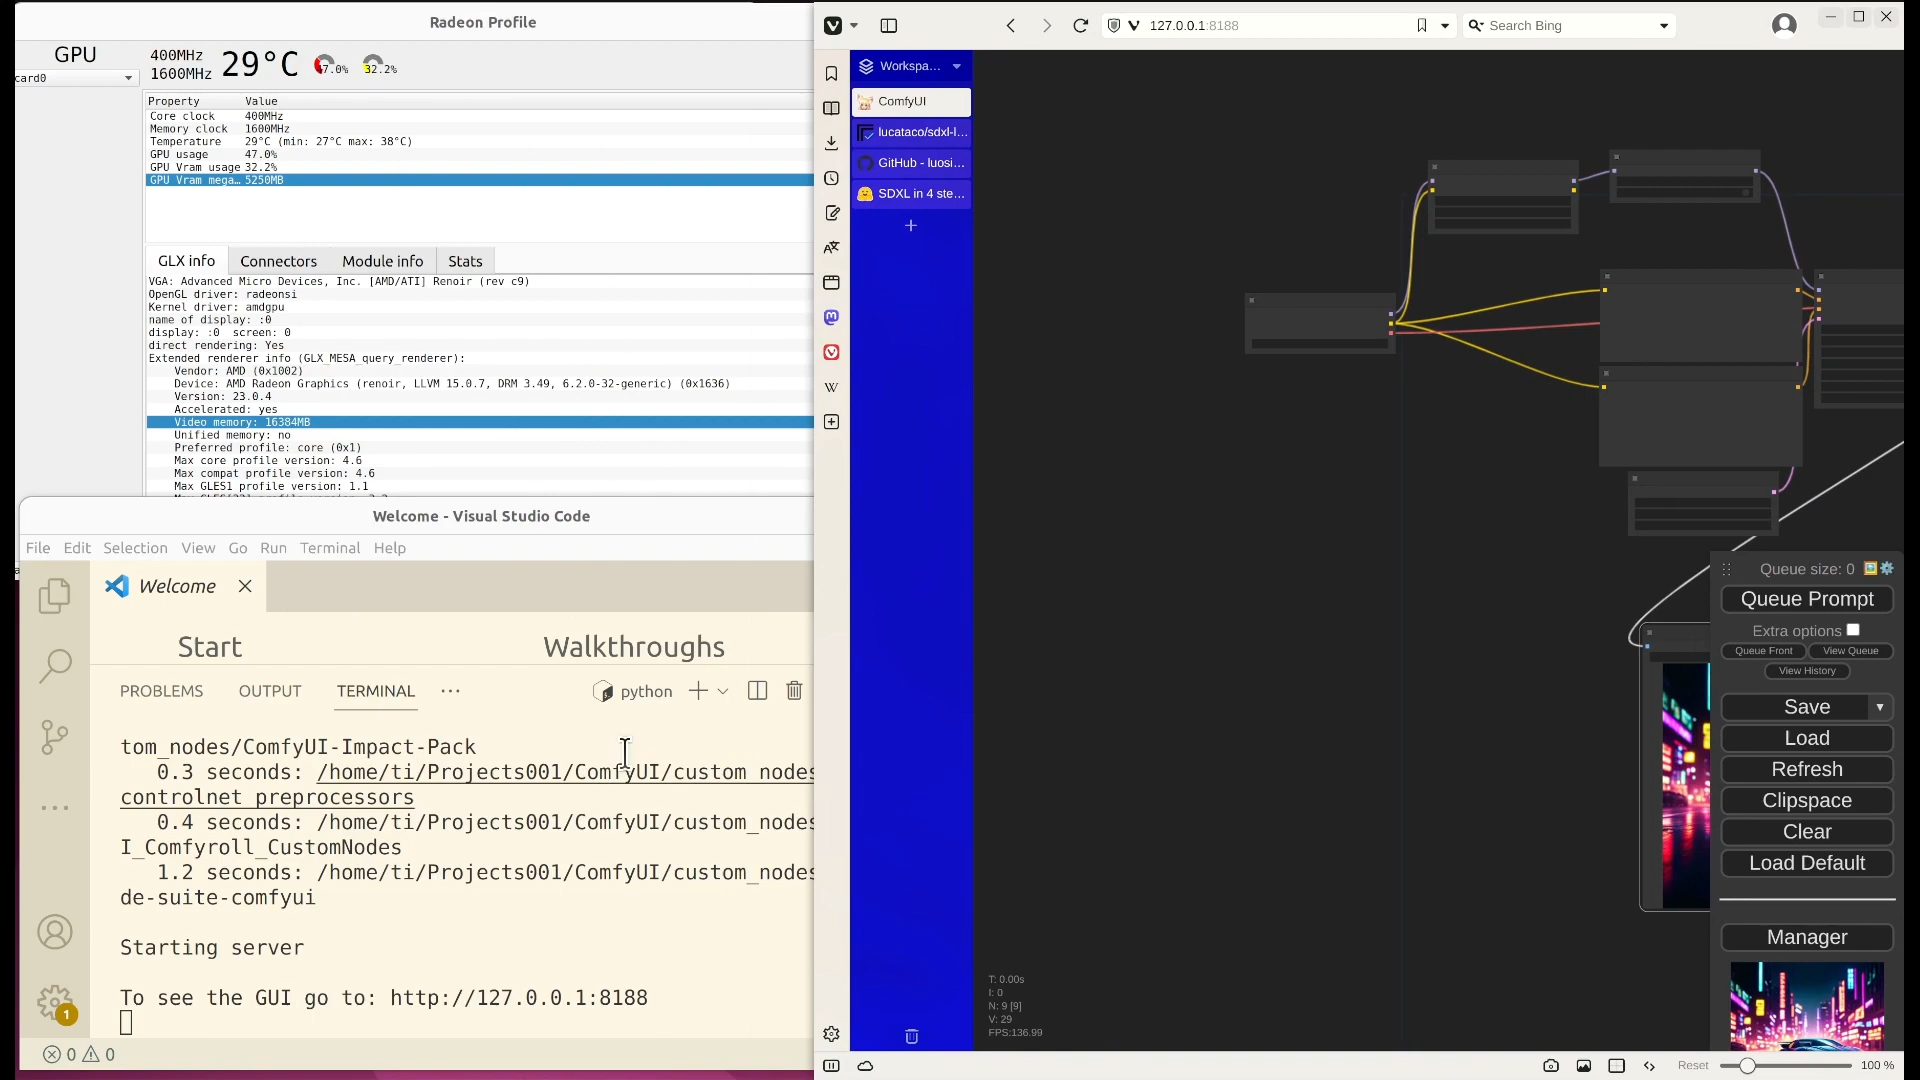 Radeon Profile
GPU
card0
400MHz
1600MHz
29°C
7.0%
32.2%
Property Value
Core clock 400MHz
Memory clock 1600MHz
Temperature 29°C (min: 27°C max: 38°C)
GPU usage 47.0%
GPU Vram usage 32.2%
GPU Vram mega… 5250MB
GLX info Connectors Module info Stats
VGA: Advanced Micro Devices, Inc. [AMD/ATI] Renoir (rev c9)
OpenGL driver: radeonsi
Kernel driver: amdgpu
name of display: :0
display: :0 screen: 0
direct rendering: Yes
Extended renderer info (GLX_MESA_query_renderer):
Vendor: AMD (0x1002)
Device: AMD Radeon Graphics (renoir, LLVM 15.0.7, DRM 3.49, 6.2.0-32-generic) (0x1636)
Version: 23.0.4
Accelerated: yes
Video memory: 16384MB
Unified memory: no
Preferred profile: core (0x1)
Max core profile version: 4.6
Max compat profile version: 4.6
Max GLES1 profile version: 1.1
Welcome - Visual Studio Code
File Edit Selection View Go Run Terminal Help
Welcome
Start Walkthroughs
PROBLEMS OUTPUT TERMINAL ··· python
tom_nodes/ComfyUI-Impact-Pack
0.3 seconds: /home/ti/Projects001/ComfyUI/custom_nodes
controlnet_preprocessors
0.4 seconds: /home/ti/Projects001/ComfyUI/custom_nodes
I_Comfyroll_CustomNodes
1.2 seconds: /home/ti/Projects001/ComfyUI/custom_nodes
de-suite-comfyui
Starting server
To see the GUI go to: http://127.0.0.1:8188
1
0 0
127.0.0.1:8188
Search Bing
Workspa…
ComfyUI
lucataco/sdxl-l…
GitHub - luosi…
SDXL in 4 ste…
W
T: 0.00s
I: 0
N: 9 [9]
V: 29
FPS:136.99
Queue size: 0
Queue Prompt
Extra options
Queue Front View Queue
View History
Save
Load
Refresh
Clipspace
Clear
Load Default
Manager
Reset 100 %